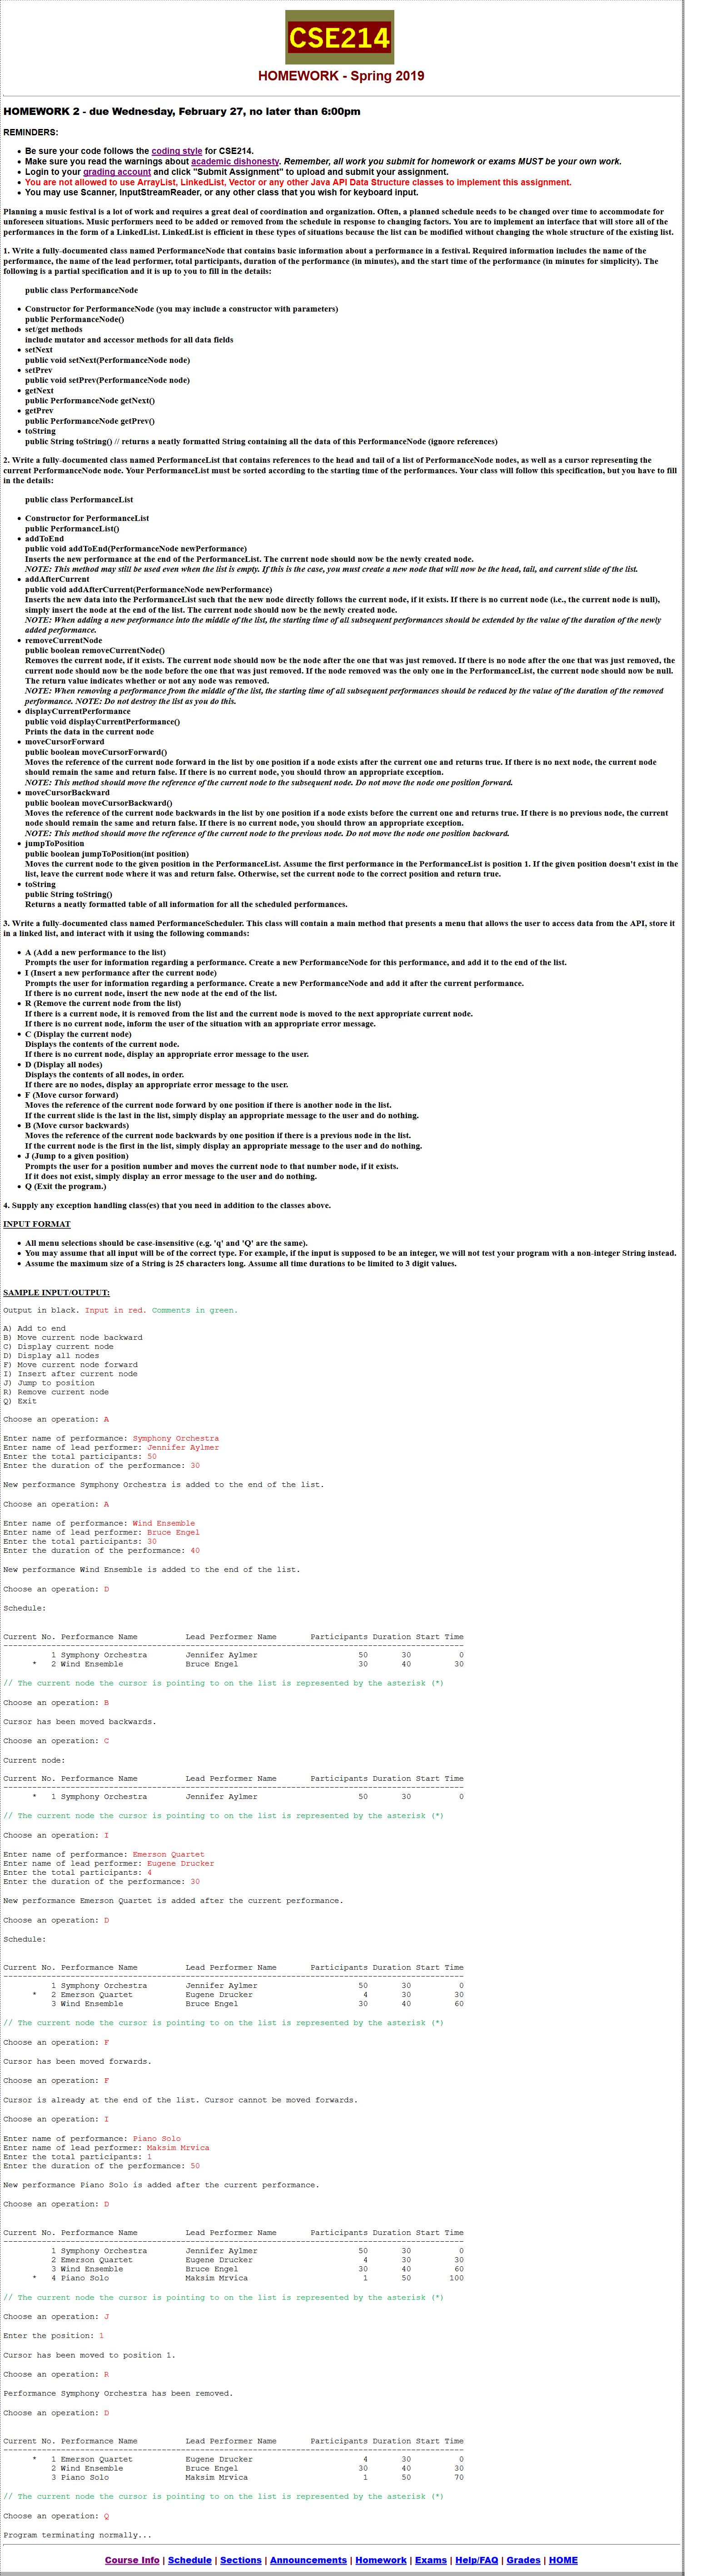 CSE214
HOMEWORK - Spring 2019
HOMEWORK 2 - due Wednesday, February 27, no later than 6:00pm
REMINDERS:
• Be sure your code follows the coding style for CSE214.
• Make sure you read the warnings about academic dishonesty. Remember, all work you submit for homework or exams MUST be your own work.
• Login to your grading account and click "Submit Assignment" to upload and submit your assignment.
• You are not allowed to use ArrayList, LinkedList, Vector or any other Java API Data Structure classes to implement this assignment.
• You may use Scanner, InputStreamReader, or any other class that you wish for keyboard input.
Planning a music festival is a lot of work and requires a great deal of coordination and organization. Often, a planned schedule needs to be changed over time to accommodate for
unforeseen situations. Music performers need to be added or removed from the schedule in response to changing factors. You are to implement an interface that will store all of the
performances in the form of a LinkedList. LinkedList is efficient in these types of situations because the list can be modified without changing the whole structure of the existing list.
1. Write a fully-documented class named PerformanceNode that contains basic information about a performance in a festival. Required information includes the name of the
performance, the name of the lead performer, total participants, duration of the performance (in minutes), and the start time of the performance (in minutes for simplicity). The
following is a partial specification and it is up to you to fill in the details:
public class PerformanceNode
• Constructor for PerformanceNode (you may include a constructor with parameters)
public PerformanceNode()
• set/get methods
include mutator and accessor methods for all data fields
• setNext
public void setNext(PerformanceNode node)
• setPrev
public void setPrev(PerformanceNode node)
• getNext
public PerformanceNode getNext()
• getPrev
public PerformanceNode getPrev()
• toString
public String toString() // returns a neatly formatted String containing all the data of this PerformanceNode (ignore references)
2. Write a fully-documented class named PerformanceList that contains references to the head and tail of a list of PerformanceNode nodes, as well as a cursor representing the
current PerformanceNode node. Your PerformanceList must be sorted according to the starting time of the performances. Your class will follow this specification, but you have to fill
in the details:
public class PerformanceList
• Constructor for PerformanceList
public PerformanceList()
• addToEnd
public void addToEnd(PerformanceNode newPerformance)
Inserts the new performance at the end of the PerformanceList. The current node should now be the newly created node.
NOTE: This method may still be used even when the list is empty. If this is the case, you must create a new node that will now be the head, tail, and current slide of the list.
• addAfterCurrent
public void addAfterCurrent(PerformanceNode newPerformance)
Inserts the new data into the PerformanceList such that the new node directly follows the current node, if it exists. If there is no current node (i.e., the current node is null),
simply insert the node at the end of the list. The current node should now be the newly created node.
NOTE: When adding a new performance into the middle of the list, the starting time of all subsequent performances should be extended by the value of the duration of the newly
added performance.
• removeCurrentNode
public boolean removeCurrentNode()
Removes the current node, if it exists. The current node should now be the node after the one that was just removed. If there is no node after the one that was just removed, the
current node should now be the node before the one that was just removed. If the node removed was the only one in the PerformanceList, the current node should now be null.
The return value indicates whether or not any node was removed.
NOTE: When removing a performance from the middle of the list, the starting time of all subsequent performances should be reduced by the value of the duration of the removed
performance. NOTE: Do not destroy the list as you do this.
• displayCurrentPerformance
public void displayCurrentPerformance()
Prints the data in the current node
• moveCursorForward
public boolean moveCursorForward()
Moves the reference of the current node forward in the list by one position if a node exists after the current one and returns true. If there is no next node, the current node
should remain the same and return false. If there is no current node, you should throw an appropriate exception.
NOTE: This method should move the reference of the current node to the subsequent node. Do not move the node one position forward.
• moveCursorBackward
public boolean moveCursorBackward()
Moves the reference of the current node backwards in the list by one position if a node exists before the current one and returns true. If there is no previous node, the current
node should remain the same and return false. If there is no current node, you should throw an appropriate exception.
NOTE: This method should move the reference of the current node to the previous node. Do not move the node one position backward.
• jumpToPosition
public boolean jumpToPosition(int position)
Moves the current node to the given position in the PerformanceList. Assume the first performance in the PerformanceList is position 1. If the given position doesn't exist in the
list, leave the current node where it was and return false. Otherwise, set the current node to the correct position and return true.
• toString
public String toString()
Returns a neatly formatted table of all information for all the scheduled performances.
3. Write a fully-documented class named PerformanceScheduler. This class will contain a main method that presents a menu that allows the user to access data from the API, store it
in a linked list, and interact with it using the following commands:
• A (Add a new performance to the list)
Prompts the user for information regarding a performance. Create a new PerformanceNode for this performance, and add it to the end of the list.
• I (Insert a new performance after the current node)
Prompts the user for information regarding a performance. Create a new PerformanceNode and add it after the current performance.
If there is no current node, insert the new node at the end of the list.
• R (Remove the current node from the list)
If there is a current node, it is removed from the list and the current node is moved to the next appropriate current node.
If there is no current node, inform the user of the situation with an appropriate error message.
• C (Display the current node)
Displays the contents of the current node.
If there is no current node, display an appropriate error message to the user.
• D (Display all nodes)
Displays the contents of all nodes, in order.
If there are no nodes, display an appropriate error message to the user.
• F (Move cursor forward)
Moves the reference of the current node forward by one position if there is another node in the list.
If the current slide is the last in the list, simply display an appropriate message to the user and do nothing.
• B (Move cursor backwards)
Moves the reference of the current node backwards by one position if there is a previous node in the list.
If the current node is the first in the list, simply display an appropriate message to the user and do nothing.
• J (Jump to a given position)
Prompts the user for a position number and moves the current node to that number node, if it exists.
If it does not exist, simply display an error message to the user and do nothing.
• Q (Exit the program.)
4. Supply any exception handling class(es) that you need in addition to the classes above.
INPUT FORMAT
• All menu selections should be case-insensitive (e.g. 'q' and 'Q' are the same).
• You may assume that all input will be of the correct type. For example, if the input is supposed to be an integer, we will not test your program with a non-integer String instead.
• Assume the maximum size of a String is 25 characters long. Assume all time durations to be limited to 3 digit values.
SAMPLE INPUT/OUTPUT:
Output in black. Input in red. Comments in green.
A) Add to end
B) Move current node backward
C) Display current node
D) Display all nodes
F) Move current node forward
I) Insert after current node
J) Jump to position
R) Remove current node
Q) Exit
Choose an operation: A
Enter name of performance: Symphony Orchestra
Enter name of lead performer: Jennifer Aylmer
Enter the total participants: 50
Enter the duration of the performance: 30
New performance Symphony Orchestra is added to the end of the list.
Choose an operation: A
Enter name of performance: Wind Ensemble
Enter name of lead performer: Bruce Engel
Enter the total participants: 30
Enter the duration of the performance: 40
New performance Wind Ensemble is added to the end of the list.
Choose an operation: D
Schedule:
Current No. Performance Name Lead Performer Name Participants Duration Start Time
------------------------------------------------------------------------------------------------
1 Symphony Orchestra Jennifer Aylmer 50 30 0
* 2 Wind Ensemble Bruce Engel 30 40 30
// The current node the cursor is pointing to on the list is represented by the asterisk (*)
Choose an operation: B
Cursor has been moved backwards.
Choose an operation: C
Current node:
Current No. Performance Name Lead Performer Name Participants Duration Start Time
------------------------------------------------------------------------------------------------
* 1 Symphony Orchestra Jennifer Aylmer 50 30 0
// The current node the cursor is pointing to on the list is represented by the asterisk (*)
Choose an operation: I
Enter name of performance: Emerson Quartet
Enter name of lead performer: Eugene Drucker
Enter the total participants: 4
Enter the duration of the performance: 30
New performance Emerson Quartet is added after the current performance.
Choose an operation: D
Schedule:
Current No. Performance Name Lead Performer Name Participants Duration Start Time
------------------------------------------------------------------------------------------------
1 Symphony Orchestra Jennifer Aylmer 50 30 0
* 2 Emerson Quartet Eugene Drucker 4 30 30
3 Wind Ensemble Bruce Engel 30 40 60
// The current node the cursor is pointing to on the list is represented by the asterisk (*)
Choose an operation: F
Cursor has been moved forwards.
Choose an operation: F
Cursor is already at the end of the list. Cursor cannot be moved forwards.
Choose an operation: I
Enter name of performance: Piano Solo
Enter name of lead performer: Maksim Mrvica
Enter the total participants: 1
Enter the duration of the performance: 50
New performance Piano Solo is added after the current performance.
Choose an operation: D
Current No. Performance Name Lead Performer Name Participants Duration Start Time
------------------------------------------------------------------------------------------------
1 Symphony Orchestra Jennifer Aylmer 50 30 0
2 Emerson Quartet Eugene Drucker 4 30 30
3 Wind Ensemble Bruce Engel 30 40 60
* 4 Piano Solo Maksim Mrvica 1 50 100
// The current node the cursor is pointing to on the list is represented by the asterisk (*)
Choose an operation: J
Enter the position: 1
Cursor has been moved to position 1.
Choose an operation: R
Performance Symphony Orchestra has been removed.
Choose an operation: D
Current No. Performance Name Lead Performer Name Participants Duration Start Time
------------------------------------------------------------------------------------------------
* 1 Emerson Quartet Eugene Drucker 4 30 0
2 Wind Ensemble Bruce Engel 30 40 30
3 Piano Solo Maksim Mrvica 1 50 70
// The current node the cursor is pointing to on the list is represented by the asterisk (*)
Choose an operation: Q
Program terminating normally...
Course Info | Schedule | Sections | Announcements | Homework | Exams | Help/FAQ | Grades | HOME